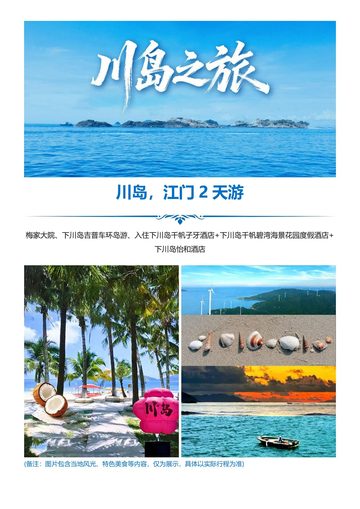 川岛之旅
川岛，江门 2 天游
梅家大院、下川岛吉普车环岛游、入住下川岛千帆子牙酒店+下川岛千帆碧湾海景花园度假酒店+
下川岛怡和酒店
川岛
(备注：图片包含当地风光、特色美食等内容，仅为展示，具体以实际行程为准)